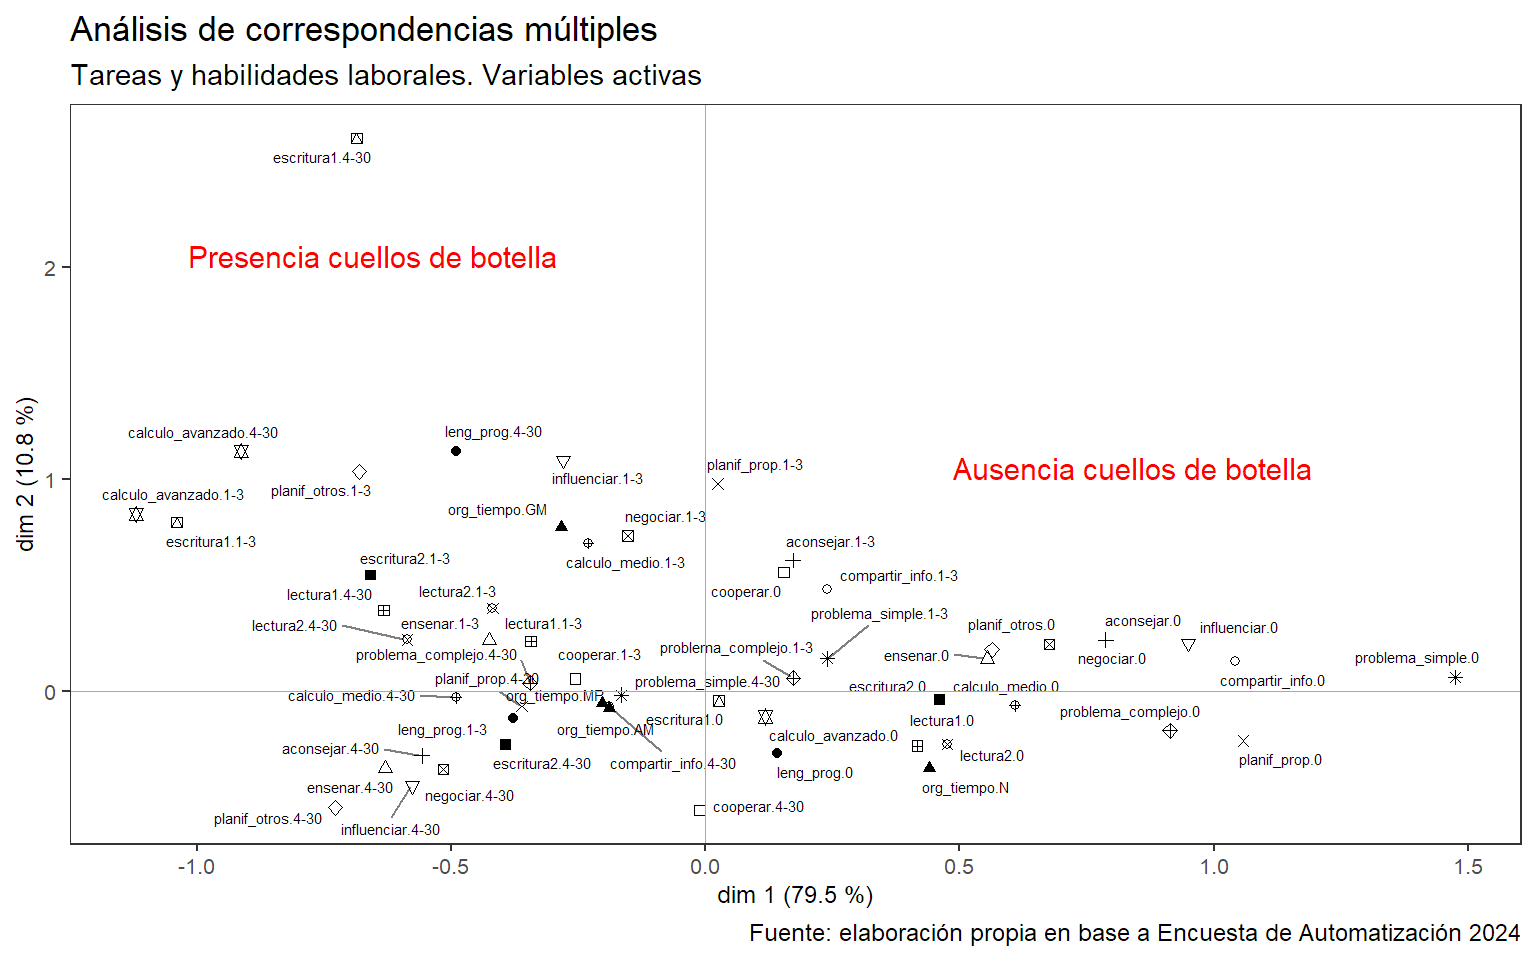 Análisis de correspondencias múltiples
Tareas y habilidades laborales. Variables activas
escritura1.4-30
Presencia cuellos de botella
2
calculo_avanzado.4-30
leng_prog.4-30
planif_prop.1-3
Ausencia cuellos de botella
influenciar.1-3
1
planif_otros.1-3
calculo_avanzado.1-3
org_tiempo.GM
negociar.1-3
escritura1.1-3
aconsejar.1-3
escritura2.1-3
calculo_medio.1-3
compartir_info.1-3
lectura1.4-30
lectura2.1-3
cooperar.0
problema_simple.1-3
lectura2.4-30
ensenar.1-3
lectura1.1-3
planif_otros.0
aconsejar.0
influenciar.0
problema_complejo.1-3
problema_complejo.4-30
cooperar.1-3
ensenar.0
negociar.0
problema_simple.0
planif_prop.4-30
problema_simple.4-30
compartir_info.0
escritura2.0
calculo_medio.0
0
calculo_medio.4-30
org_tiempo.MP
escritura1.0
lectura1.0
problema_complejo.0
leng_prog.1-3
org_tiempo.AM
calculo_avanzado.0
aconsejar.4-30
escritura2.4-30
compartir_info.4-30
leng_prog.0
lectura2.0
planif_prop.0
ensenar.4-30
negociar.4-30
org_tiempo.N
planif_otros.4-30
influenciar.4-30
cooperar.4-30
-1.0
-0.5
0.0
0.5
1.0
1.5
dim 1 (79.5 %)
dim 2 (10.8 %)
Fuente: elaboración propia en base a Encuesta de Automatización 2024